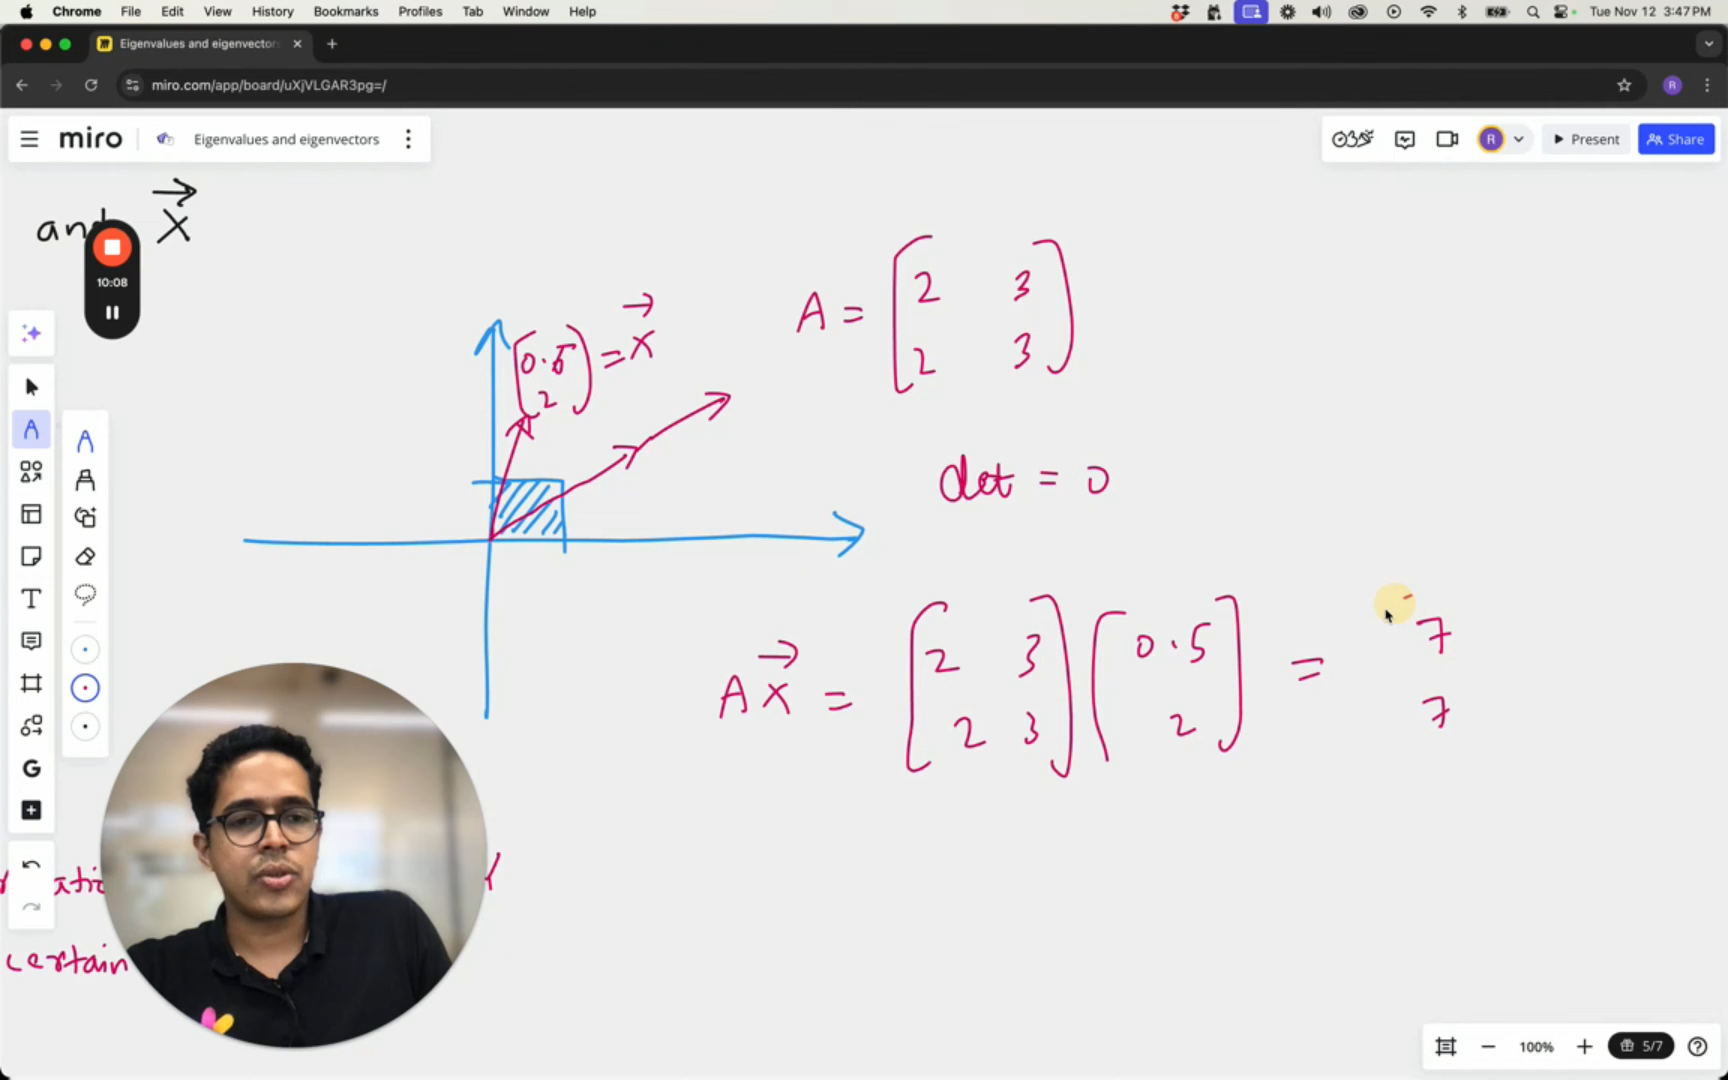 Chrome File Edit View History Bookmarks Profiles Tab Window Help Tue Nov 12 3:47 PM
Eigenvalues and eigenvector
miro.com/app/board/uXjVLGAR3pg=/ R
miro Eigenvalues and eigenvectors R Present Share
and X
10:08
0.5
2
= X
A = 2 3
2 3
det = 0
A X = 2 3 0.5 = 7
2 3 2 7
T
G
certain
100% 5/7 ?